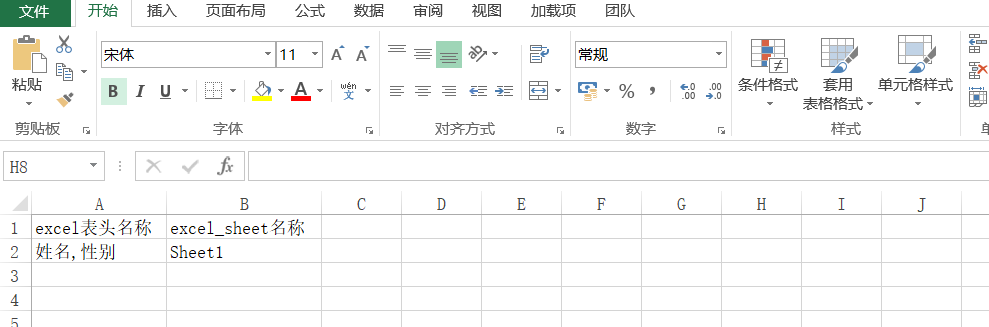 文件 开始 插入 页面布局 公式 数据 审阅 视图 加载项 团队
宋体 11 A A 常规
粘贴 B I U A wén 文 % , .00 .0 条件格式 套用 表格格式 单元格样式
剪贴板 字体 对齐方式 数字 样式
H8 fx
A B C D E F G H I J
1 excel表头名称 excel_sheet名称
2 姓名,性别 Sheet1
3
4
5